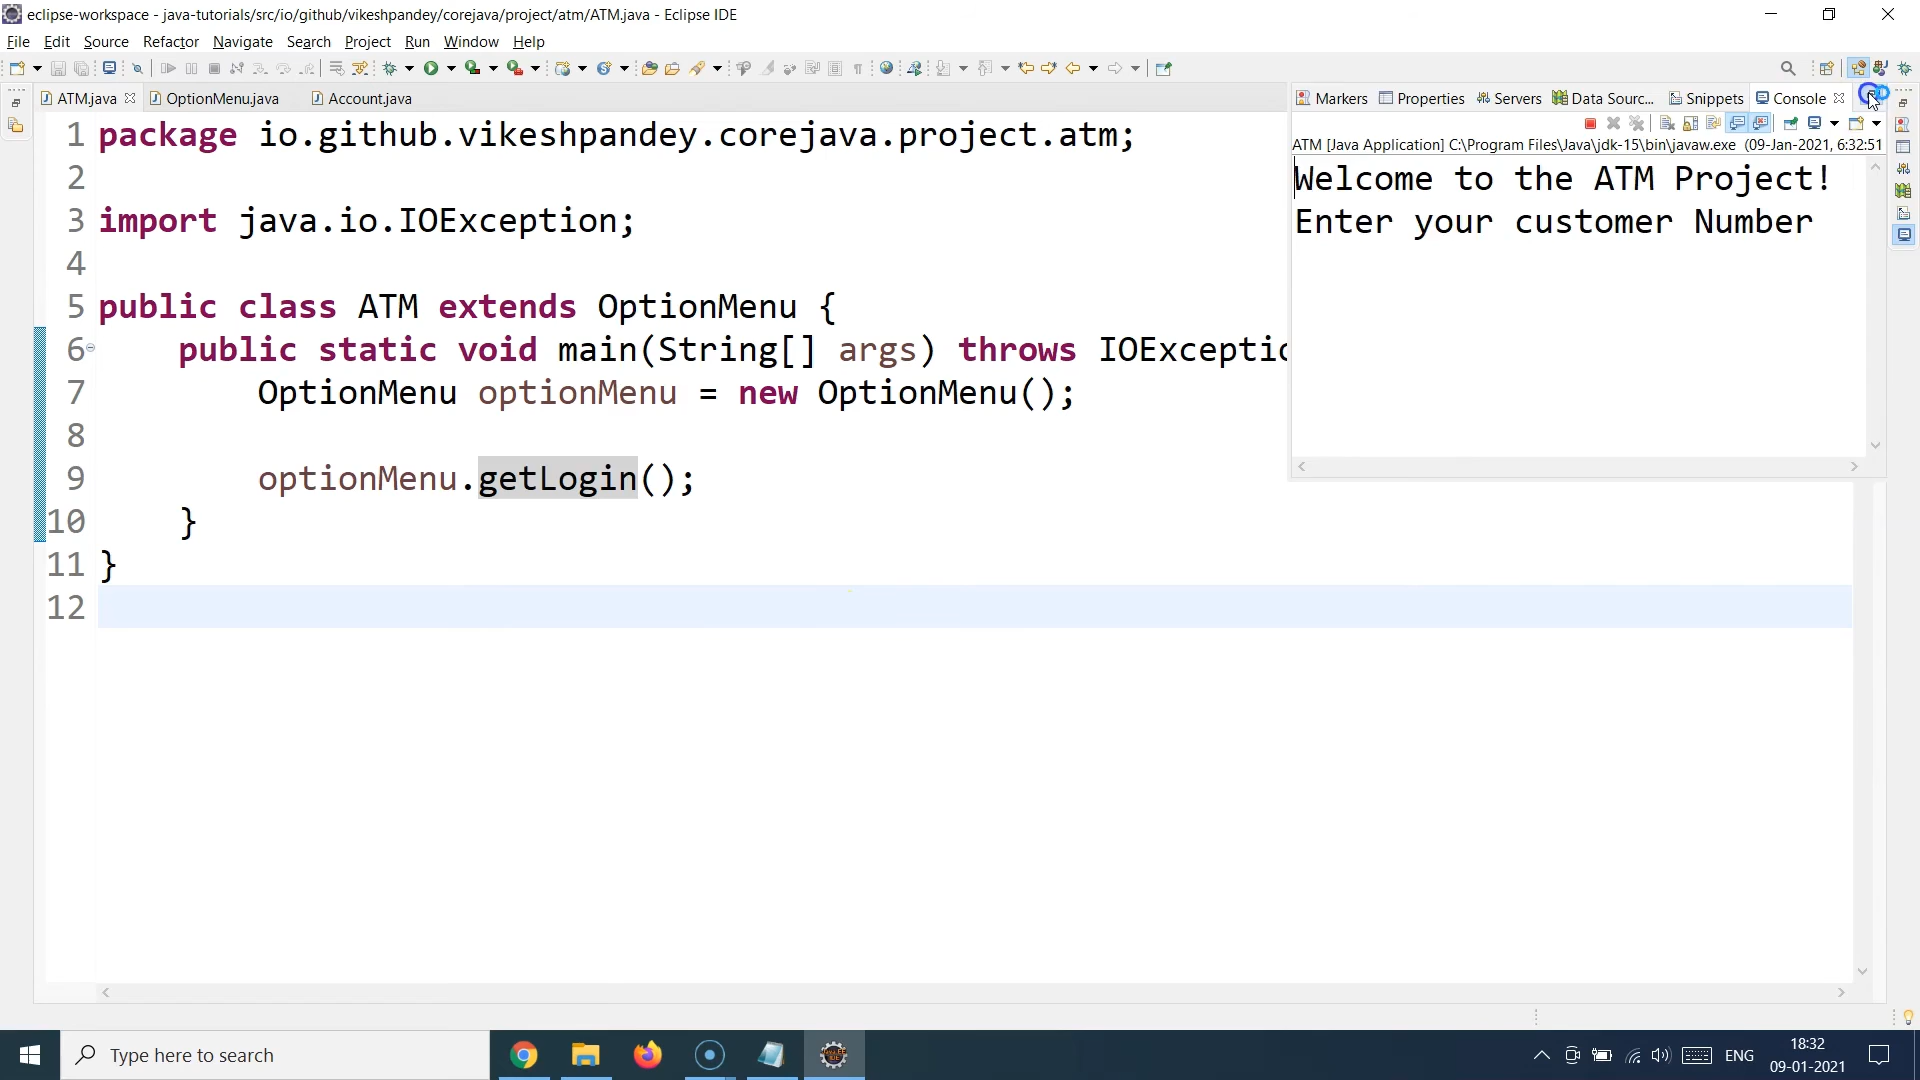 eclipse-workspace - java-tutorials/src/io/github/vikeshpandey/corejava/project/atm/ATM.java - Eclipse IDE
File Edit Source Refactor Navigate Search Project Run Window Help
ATM.java OptionMenu.java Account.java
1 package io.github.vikeshpandey.corejava.project.atm;
2
3 import java.io.IOException;
4
5 public class ATM extends OptionMenu {
6 public static void main(String[] args) throws IOExceptio
7 OptionMenu optionMenu = new OptionMenu();
8
9 optionMenu.getLogin();
10 }
11 }
12
Markers Properties Servers Data Sourc... Snippets Console
ATM [Java Application] C:\Program Files\Java\jdk-15\bin\javaw.exe (09-Jan-2021, 6:32:51
Welcome to the ATM Project!
Enter your customer Number
Type here to search
ENG
18:32
09-01-2021